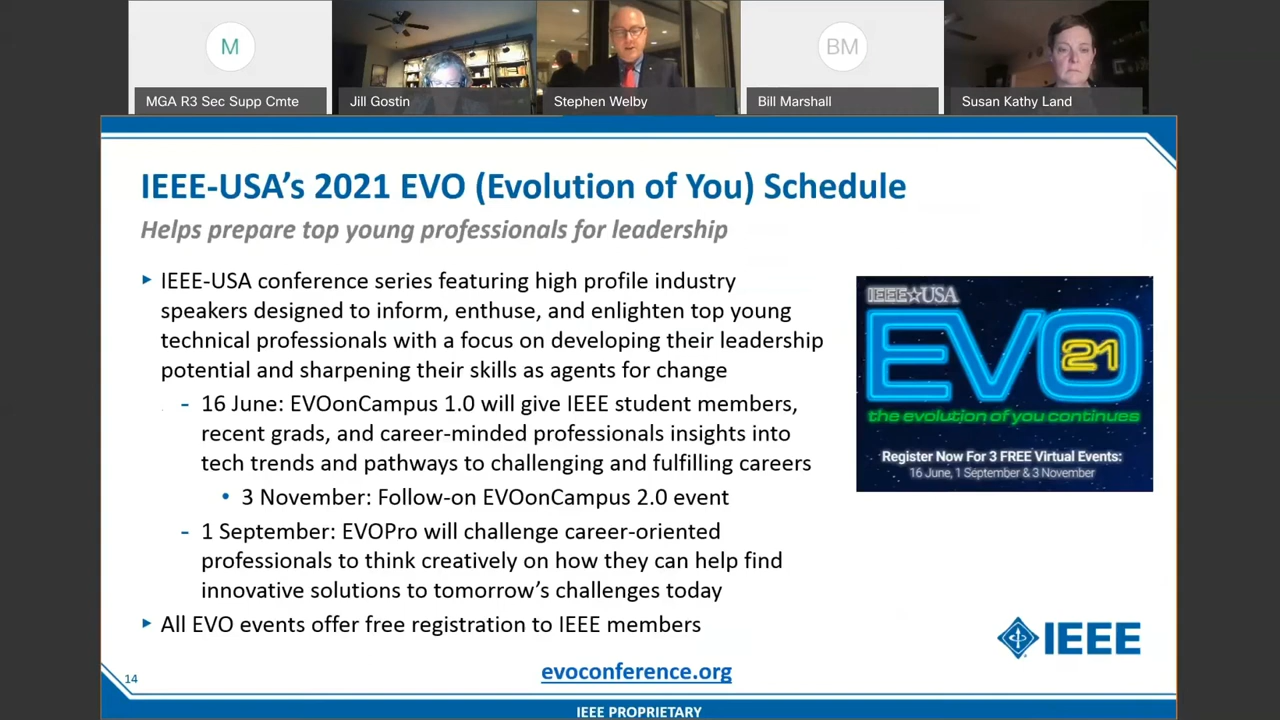 M
BM
MGA R3 Sec Supp Cmte
Jill Gostin
Stephen Welby
Bill Marshall
Susan Kathy Land
IEEE-USA’s 2021 EVO (Evolution of You) Schedule
Helps prepare top young professionals for leadership
IEEE-USA conference series featuring high profile industry
speakers designed to inform, enthuse, and enlighten top young
technical professionals with a focus on developing their leadership
potential and sharpening their skills as agents for change
- 16 June: EVOonCampus 1.0 will give IEEE student members,
recent grads, and career-minded professionals insights into
tech trends and pathways to challenging and fulfilling careers
• 3 November: Follow-on EVOonCampus 2.0 event
- 1 September: EVOPro will challenge career-oriented
professionals to think creatively on how they can help find
innovative solutions to tomorrow’s challenges today
All EVO events offer free registration to IEEE members
IEEE☆USA
EVO 21
the evolution of you continues
Register Now For 3 FREE Virtual Events:
16 June, 1 September & 3 November
IEEE
evoconference.org
14
IEEE PROPRIETARY